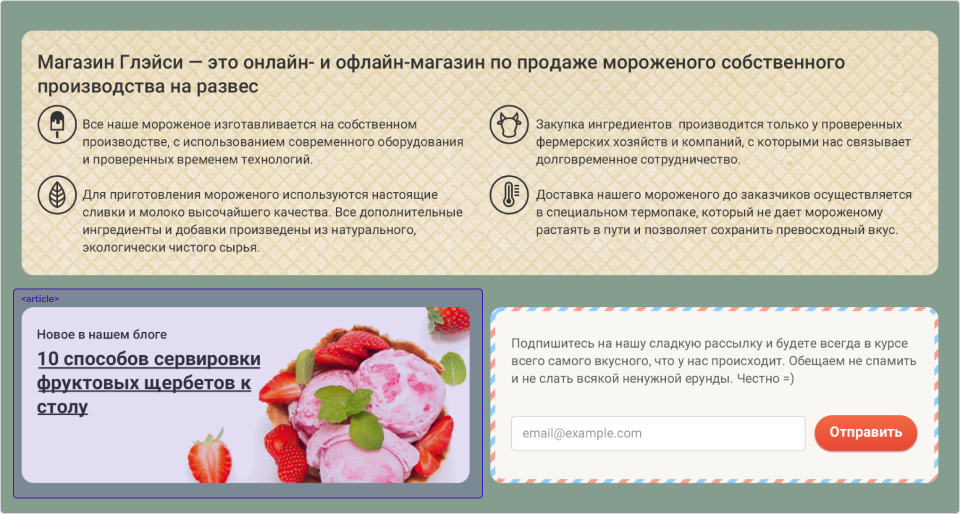 Магазин Глэйси — это онлайн- и офлайн-магазин по продаже мороженого собственного
производства на развес
Все наше мороженое изготавливается на собственном
производстве, с использованием современного оборудования
и проверенных временем технологий.
Закупка ингредиентов производится только у проверенных
фермерских хозяйств и компаний, с которыми нас связывает
долговременное сотрудничество.
Для приготовления мороженого используются настоящие
сливки и молоко высочайшего качества. Все дополнительные
ингредиенты и добавки произведены из натурального,
экологически чистого сырья.
Доставка нашего мороженого до заказчиков осуществляется
в специальном термопаке, который не дает мороженому
растаять в пути и позволяет сохранить превосходный вкус.
<article>
Новое в нашем блоге
10 способов сервировки
фруктовых щербетов к
столу
Подпишитесь на нашу сладкую рассылку и будете всегда в курсе
всего самого вкусного, что у нас происходит. Обещаем не спамить
и не слать всякой ненужной ерунды. Честно =)
email@example.com
Отправить